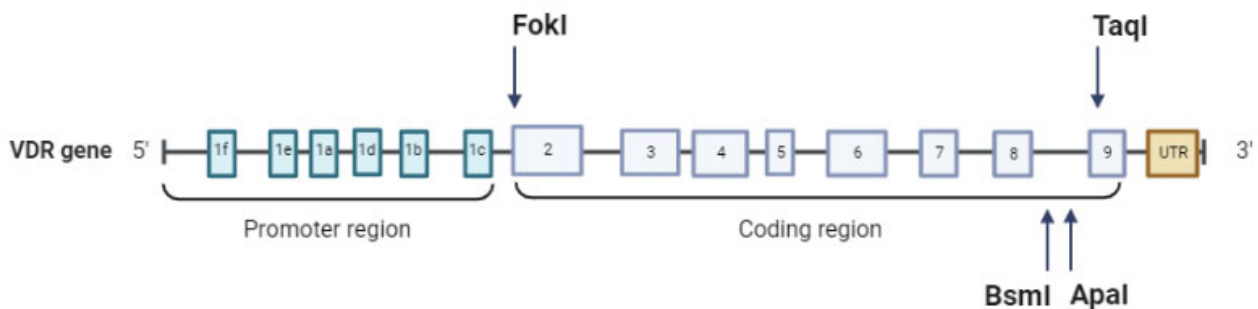 FokI TaqI
VDR gene 5' 1f 1e 1a 1d 1b 1c 2 3 4 5 6 7 8 9 UTR 3'
Promoter region Coding region
BsmI ApaI